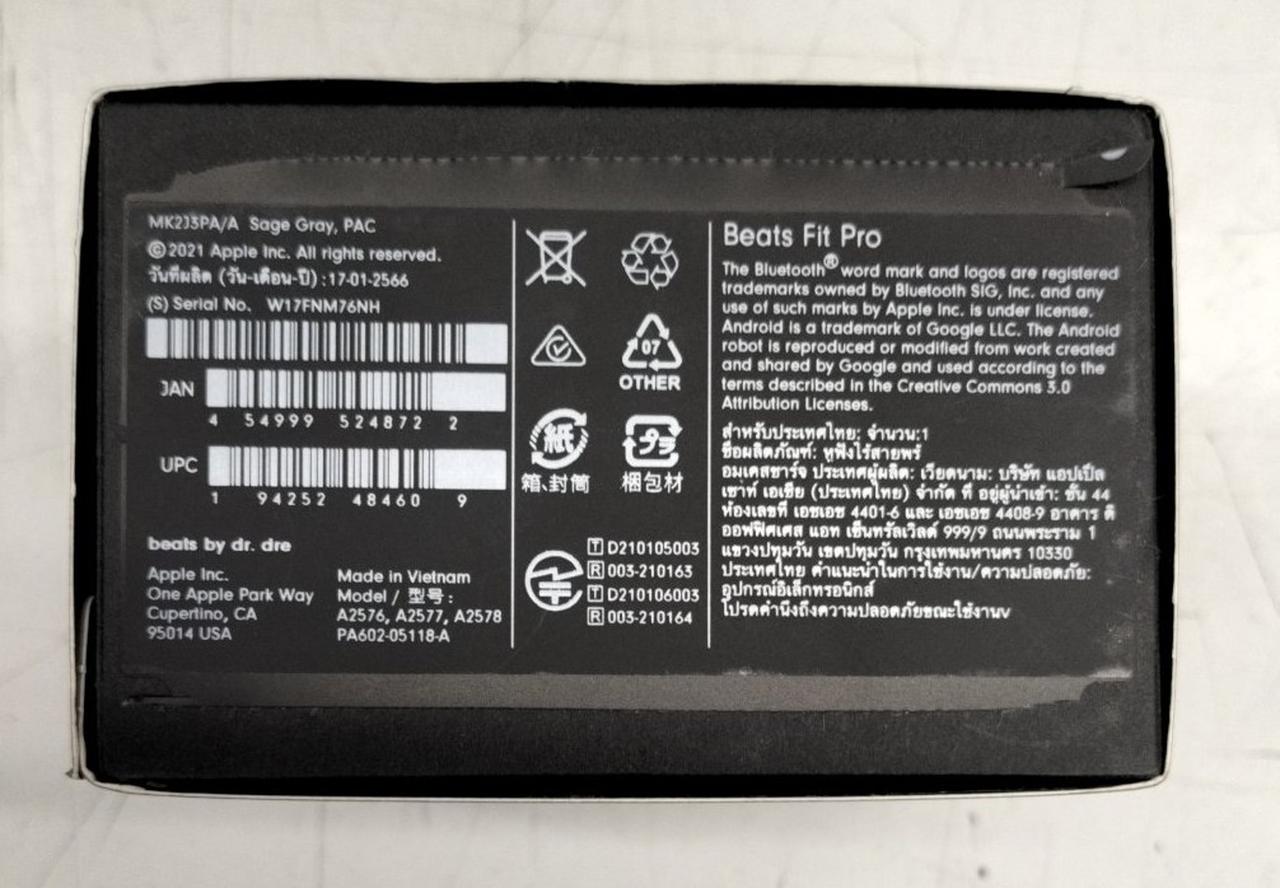 MK2J3PA/A Sage Gray, PAC
©2021 Apple Inc. All rights reserved.
วันที่ผลิต (วัน-เดือน-ปี) :17-01-2566
(S) Serial No. W17FNM76NH
JAN
4 54999 524872 2
UPC
1 94252 48460 9
beats by dr. dre
Apple Inc.
One Apple Park Way
Cupertino, CA
95014 USA
Made in Vietnam
Model / 型号:
A2576, A2577, A2578
PA602-05118-A
07
OTHER
紙
プラ
箱、封筒
梱包材
T D210105003
R 003-210163
T D210106003
R 003-210164
Beats Fit Pro
The Bluetooth® word mark and logos are registered
trademarks owned by Bluetooth SIG, Inc. and any
use of such marks by Apple Inc. is under license.
Android is a trademark of Google LLC. The Android
robot is reproduced or modified from work created
and shared by Google and used according to the
terms described in the Creative Commons 3.0
Attribution Licenses.
สำหรับประเทศไทย: จำนวน:1
ชื่อผลิตภัณฑ์: หูฟังไร้สายพร้
อมเคสชาร์จ ประเทศผู้ผลิต: เวียดนาม: บริษัท แอปเปิ้ล
เซาท์ เอเชีย (ประเทศไทย) จำกัด ที่ อยู่ผู้นำเข้า: ชั้น 44
ห้องเลขที่ เอชเอช 4401-6 และ เอชเอช 4408-9 อาคาร ดิ
ออฟฟิศเศส แอท เซ็นทรัลเวิลด์ 999/9 ถนนพระราม 1
แขวงปทุมวัน เขตปทุมวัน กรุงเทพมหานคร 10330
ประเทศไทย คำแนะนำในการใช้งาน/ความปลอดภัย:
อุปกรณ์อิเล็กทรอนิกส์
โปรดคำนึงถึงความปลอดภัยขณะใช้งานv